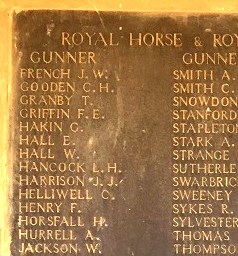 ROYAL HORSE & RO
GUNNER
FRENCH J. W.
GOODEN C. H.
GRANBY T.
GRIFFIN F. E.
HAKIN G.
HALL E.
HALL W.
HANCOCK L. H.
HARRISON J. J.
HELLIWELL C.
HENRY F.
HORSFALL H.
HURRELL A.
JACKSON W.
GUNNE
SMITH A.
SMITH C.
SNOWDON
STANFORD
STAPLETON
STARK A.
STRANGE
SUTHERLE
SWARBRIC
SWEENEY
SYKES R.
SYLVESTER
THOMAS
THOMPSO